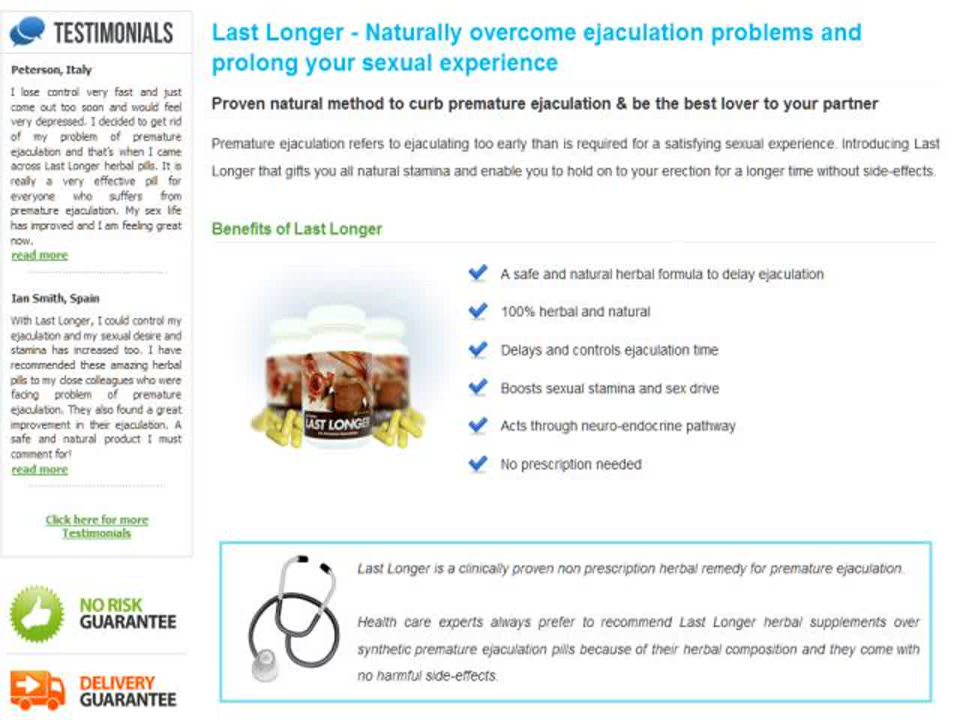 TESTIMONIALS
Peterson, Italy
I lose control very fast and just
come out too soon and would feel
very depressed. I decided to get rid
of my problem of premature
ejaculation and that's when I came
across Last Longer herbal pills. It is
really a very effective pill for
everyone who suffers from
premature ejaculation. My sex life
has improved and I am feeling great
now.
read more
Ian Smith, Spain
With Last Longer, I could control my
ejaculation and my sexual desire and
stamina has increased too. I have
recommended these amazing herbal
pills to my close colleagues who were
facing problem of premature
ejaculation. They also found a great
improvement in their ejaculation. A
safe and natural product I must
comment for!
read more
Click here for more
Testimonials
NO RISK
GUARANTEE
DELIVERY
GUARANTEE
Last Longer - Naturally overcome ejaculation problems and
prolong your sexual experience
Proven natural method to curb premature ejaculation & be the best lover to your partner
Premature ejaculation refers to ejaculating too early than is required for a satisfying sexual experience. Introducing Last
Longer that gifts you all natural stamina and enable you to hold on to your erection for a longer time without side-effects.
Benefits of Last Longer
LAST LONGER
A safe and natural herbal formula to delay ejaculation
100% herbal and natural
Delays and controls ejaculation time
Boosts sexual stamina and sex drive
Acts through neuro-endocrine pathway
No prescription needed
Last Longer is a clinically proven non prescription herbal remedy for premature ejaculation.
Health care experts always prefer to recommend Last Longer herbal supplements over
synthetic premature ejaculation pills because of their herbal composition and they come with
no harmful side-effects.